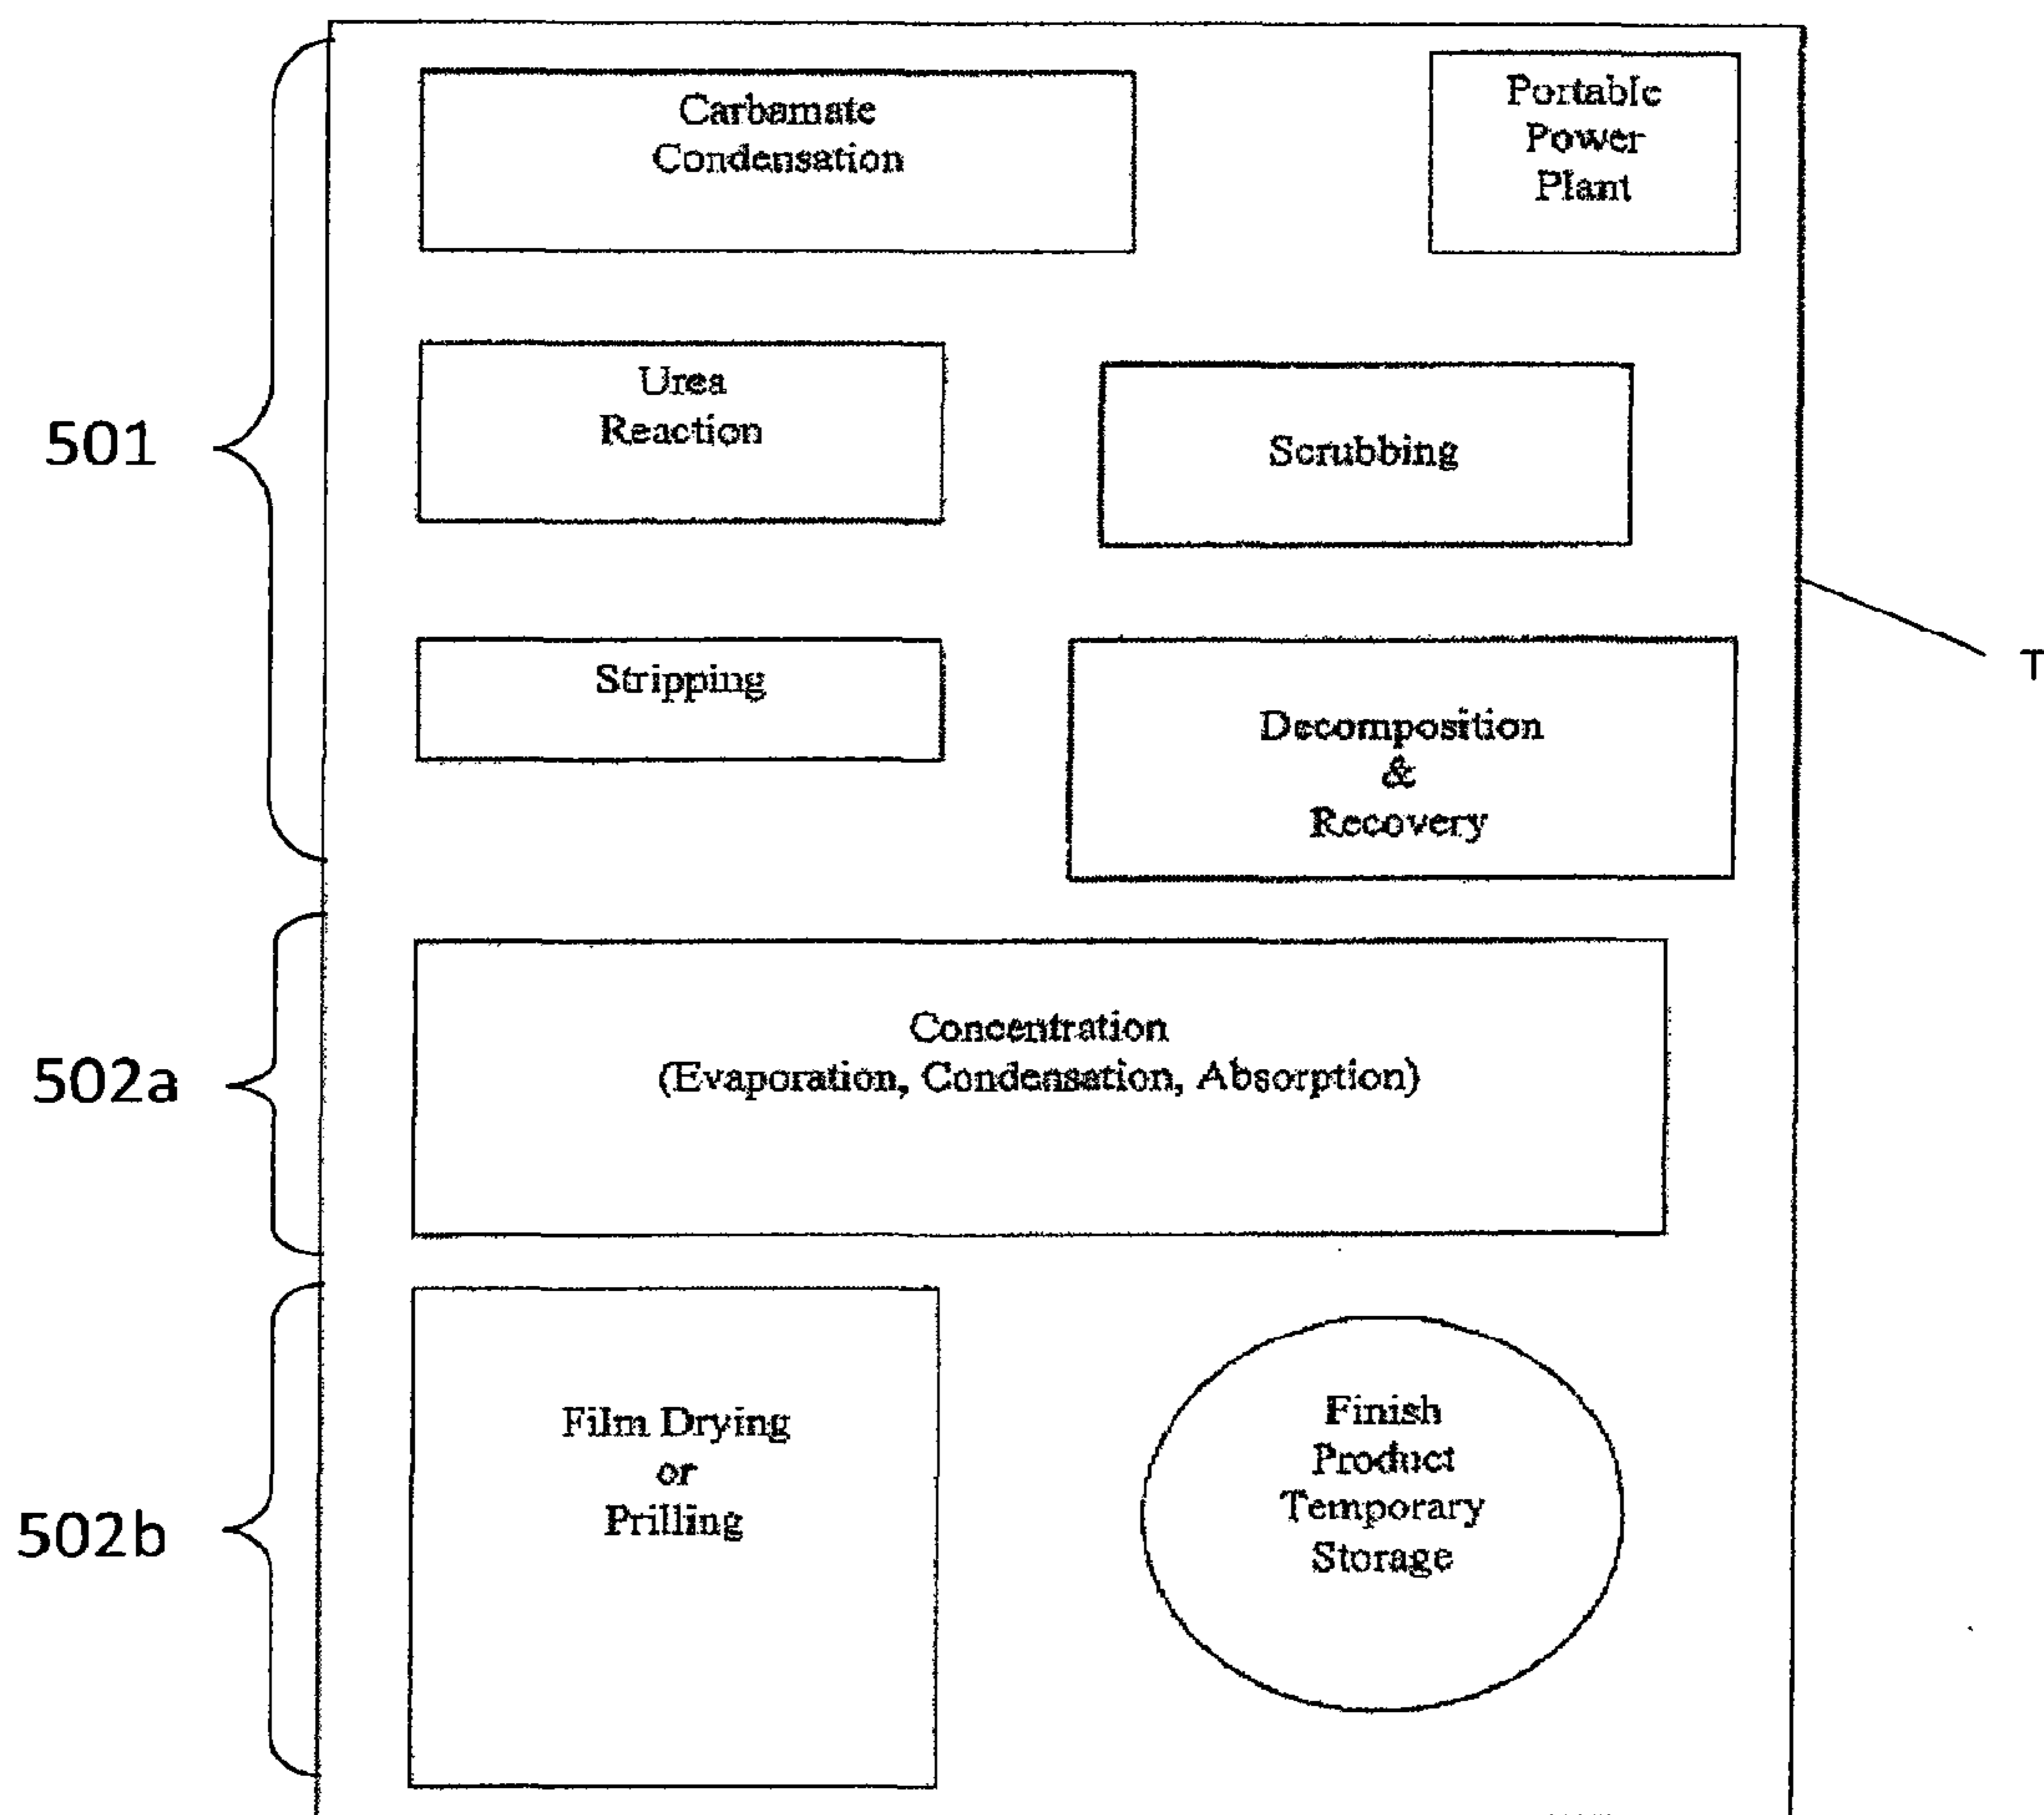 Carbamate
Condensation
Portable
Power
Plant
501
Urea
Reaction
Scrubbing
T
Stripping
Decomposition
&
Recovery
502a
Concentration
(Evaporation, Condensation, Absorption)
502b
Film Drying
or
Prilling
Finish
Product
Temporary
Storage